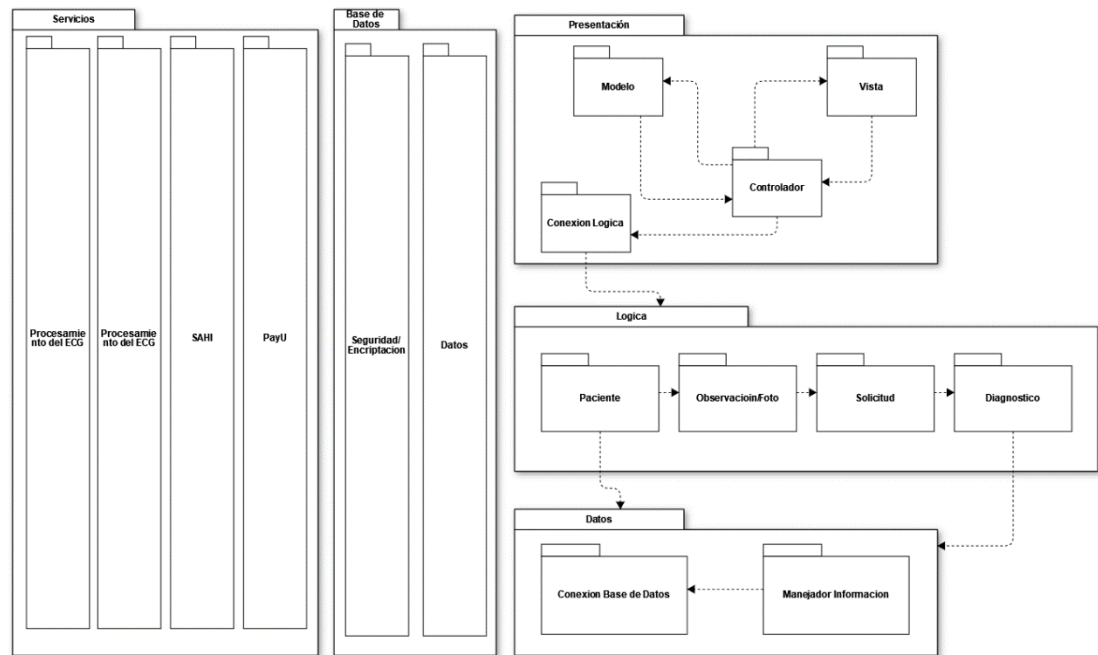 Servicios
Procesamie
nto del ECG
Procesamie
nto del ECG
SAHI
PayU
Base de
Datos
Seguridad/
Encriptacion
Datos
Presentación
Modelo
Vista
Controlador
Conexion Logica
Logica
Paciente
Observacioin/Foto
Solicitud
Diagnostico
Datos
Conexion Base de Datos
Manejador Informacion